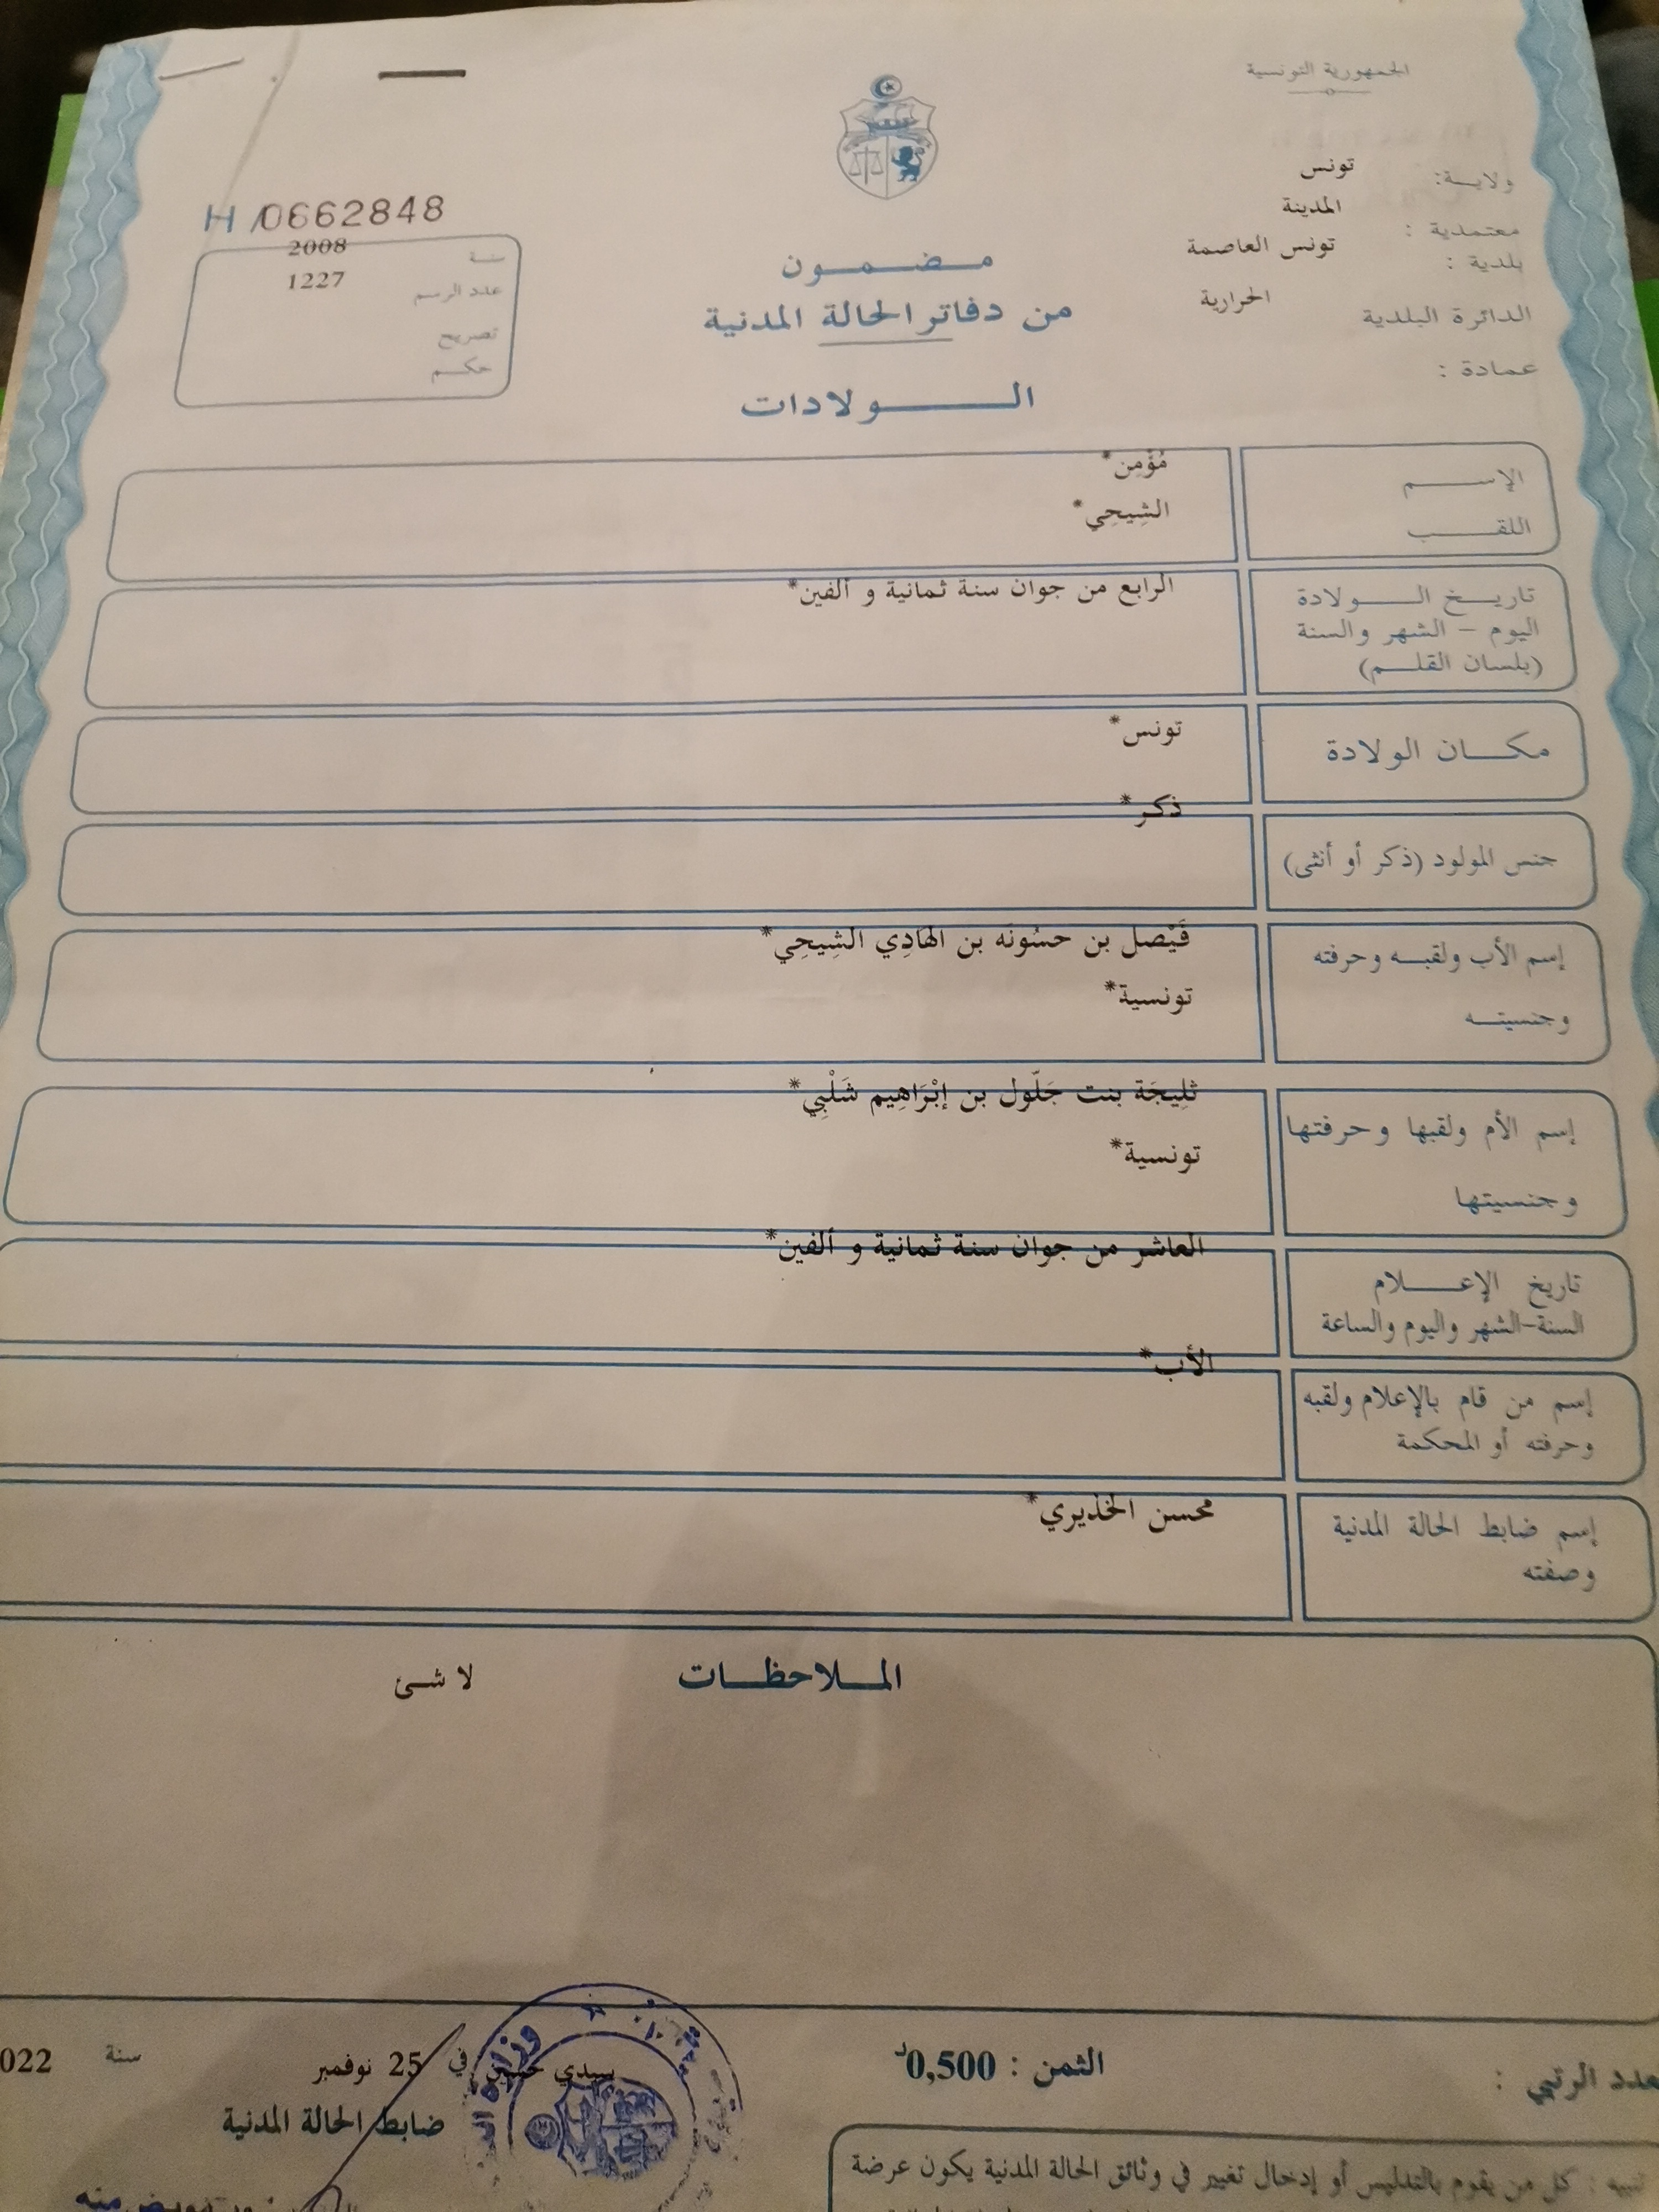 الجمهورية التونسية
ولاية: تونس
معتمدية : المدينة
بلدية : تونس العاصمة
الدائرة البلدية الحرارية
عمادة :
H/0662848
سنة 2008
عدد الرسم 1227
تصريح
حكم
مضمون
من دفاتر الحالة المدنية
الولادات
الإسم مُؤْمِن*
اللقب الشِيحِي*
تاريخ الولادة الرابع من جوان سنة ثمانية و ألفين*
اليوم – الشهر والسنة
(بلسان القلم)
مكان الولادة تونس*
جنس المولود (ذكر أو أنثى) ذكر*
إسم الأب ولقبه وحرفته فَيْصل بن حسُونَه بن الهَادِي الشِيحِي*
وجنسيته تونسية*
إسم الأم ولقبها وحرفتها ثلِيجَة بنت جَلّول بن إبْرَاهِيم شَلْبِي*
وجنسيتها تونسية*
تاريخ الإعلام العاشر من جوان سنة ثمانية و ألفين*
السنة-الشهر واليوم والساعة
إسم من قام بالإعلام ولقبه الأب*
وحرفته أو المحكمة
إسم ضابط الحالة المدنية محسن الخذيري*
وصفته
الملاحظات لا شئ
عدد الرتبي :
الثمن : 0,500د
سيدي حسين في 25 نوفمبر سنة 022
ضابط الحالة المدنية
وزارة
كل من يقوم بالتدليس أو إدخال تغيير في وثائق الحالة المدنية يكون عرضة